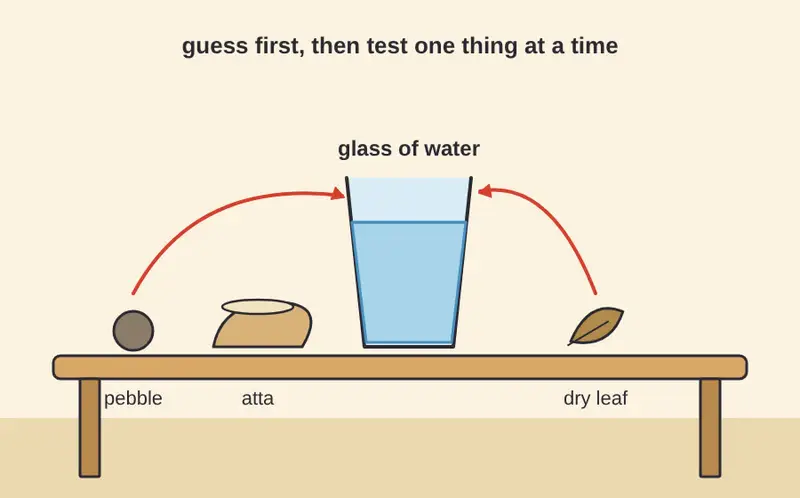 guess first, then test one thing at a time
glass of water
pebble
atta
dry leaf